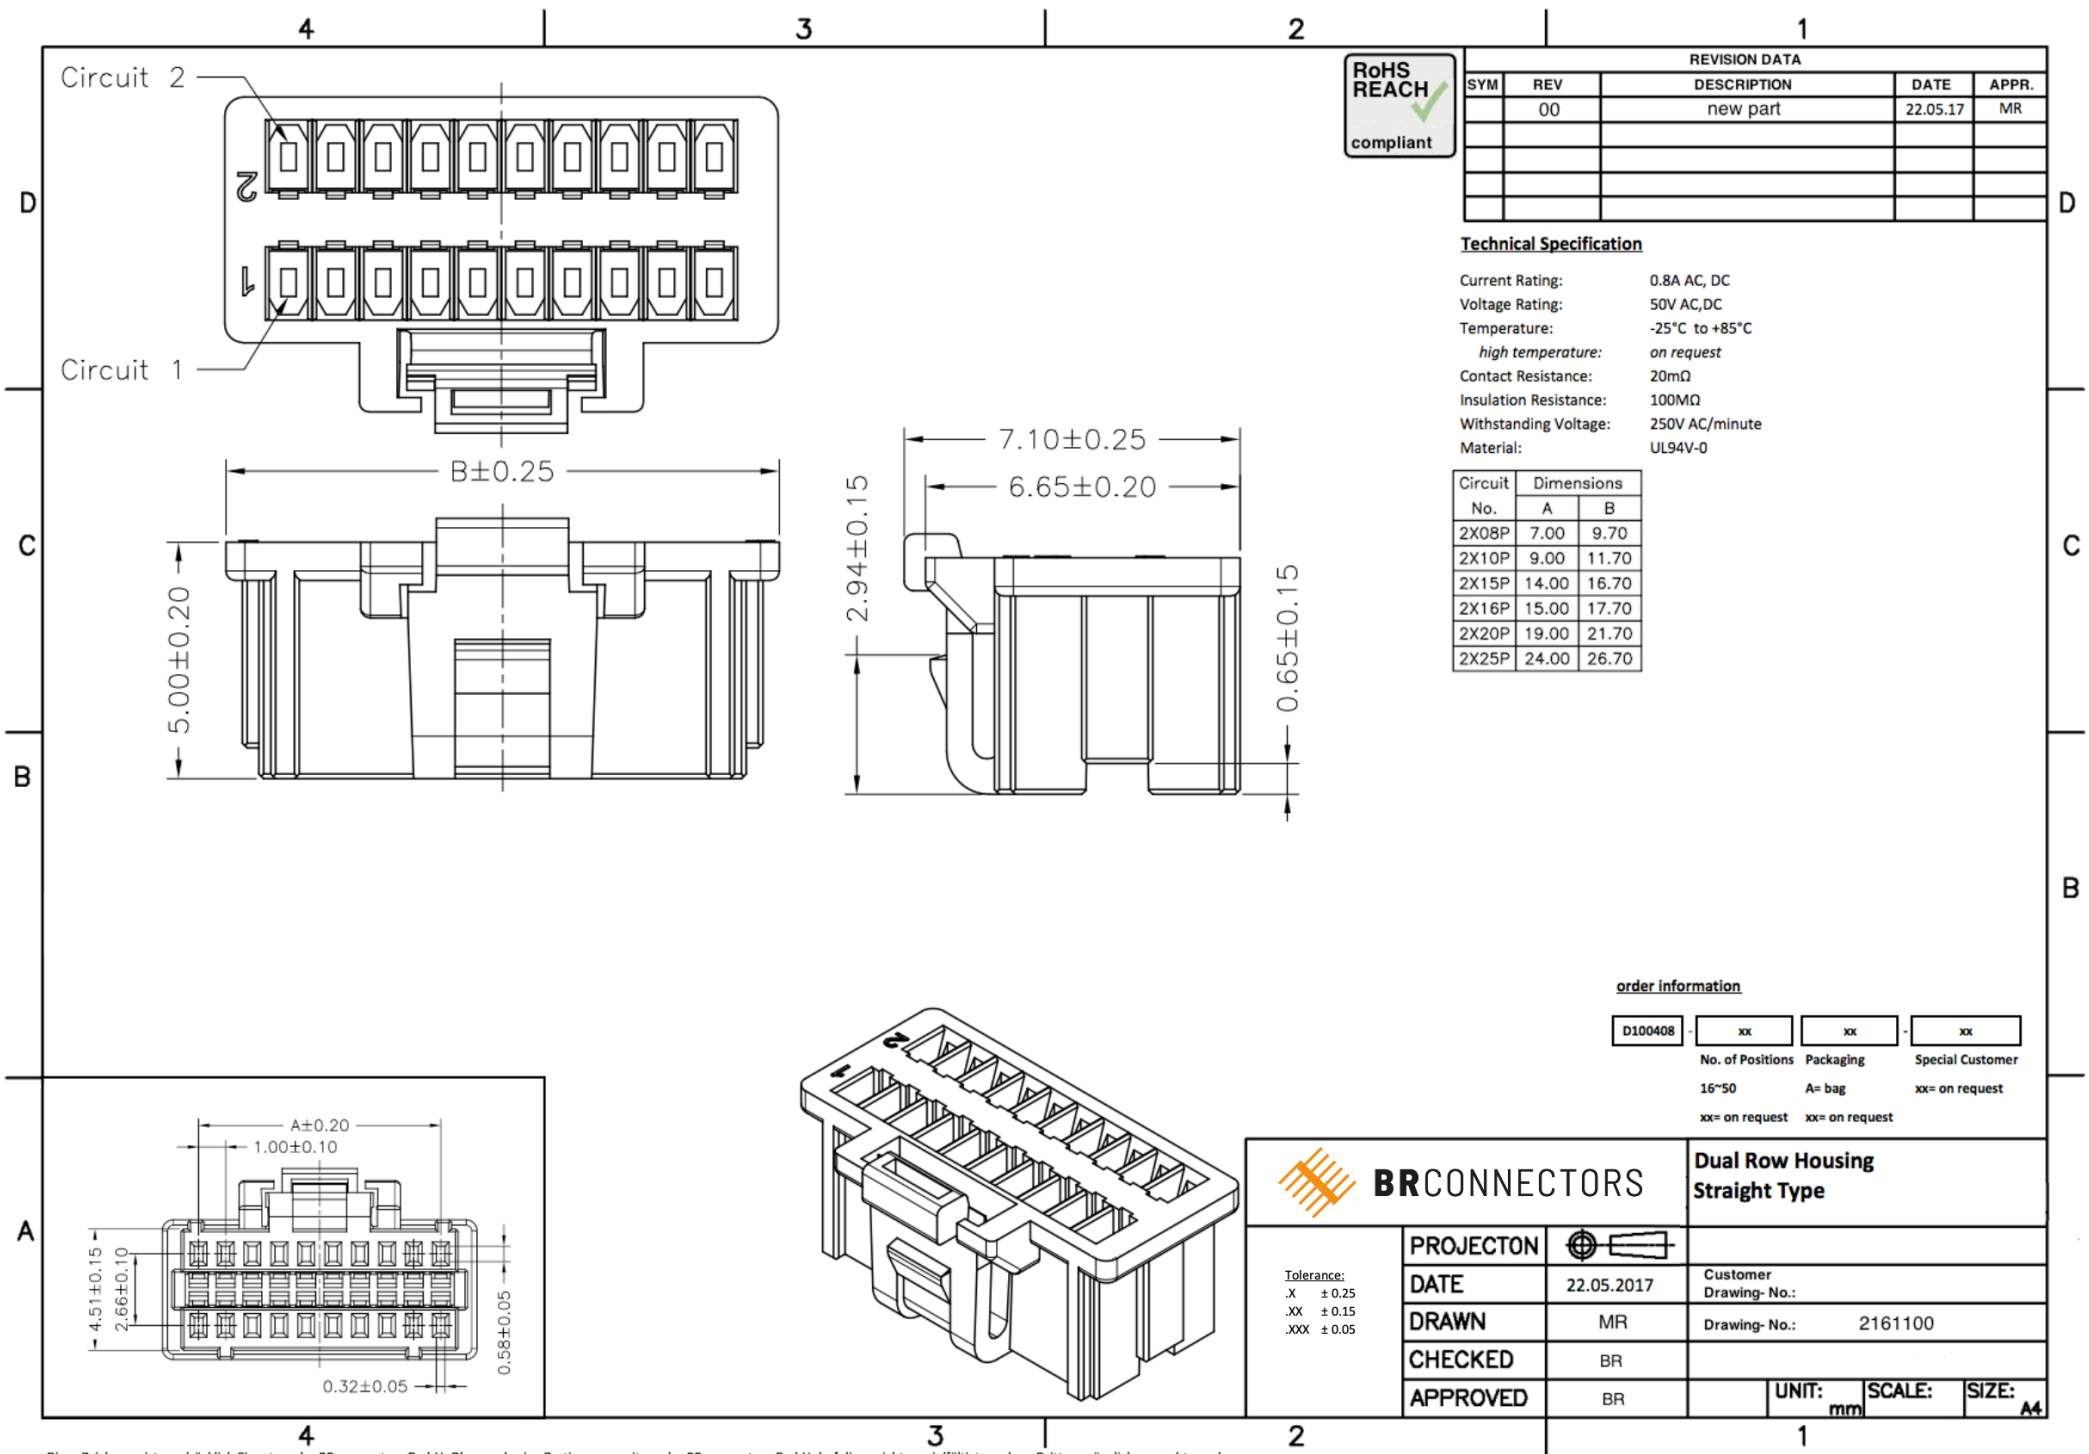 4 3 2 1
Circuit 2
2
1
Circuit 1
D
C
B
A
RoHS
REACH
compliant
REVISION DATA
SYM REV DESCRIPTION DATE APPR.
00 new part 22.05.17 MR
D
C
B
Technical Specification
Current Rating: 0.8A AC, DC
Voltage Rating: 50V AC,DC
Temperature: -25°C to +85°C
high temperature: on request
Contact Resistance: 20mΩ
Insulation Resistance: 100MΩ
Withstanding Voltage: 250V AC/minute
Material: UL94V-0
Circuit Dimensions
No. A B
2X08P 7.00 9.70
2X10P 9.00 11.70
2X15P 14.00 16.70
2X16P 15.00 17.70
2X20P 19.00 21.70
2X25P 24.00 26.70
B±0.25
5.00±0.20
7.10±0.25
6.65±0.20
2.94±0.15
0.65±0.15
A±0.20
1.00±0.10
4.51±0.15
2.66±0.10
0.58±0.05
0.32±0.05
2
1
order information
D100408 - xx xx - xx
No. of Positions Packaging Special Customer
16~50 A= bag xx= on request
xx= on request xx= on request
BRCONNECTORS
Dual Row Housing
Straight Type
Tolerance:
.X ± 0.25
.XX ± 0.15
.XXX ± 0.05
PROJECTON
DATE 22.05.2017
DRAWN MR
CHECKED BR
APPROVED BR
Customer
Drawing- No.:
Drawing- No.: 2161100
UNIT: mm SCALE: SIZE: A4
4 3 2 1